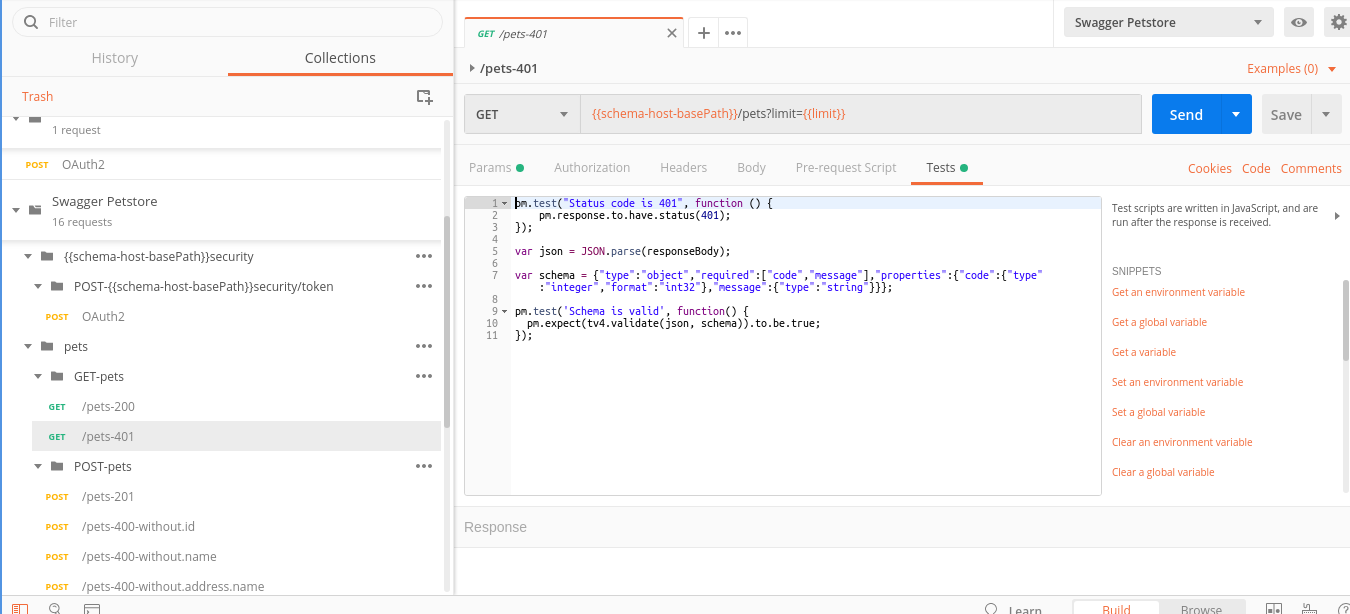 Filter
History
Collections
Trash
1 request
POST OAuth2
Swagger Petstore
16 requests
{{schema-host-basePath}}security
POST-{{schema-host-basePath}}security/token
POST OAuth2
pets
GET-pets
GET /pets-200
GET /pets-401
POST-pets
POST /pets-201
POST /pets-400-without.id
POST /pets-400-without.name
POST /pets-400-without.address.name
GET /pets-401
Swagger Petstore
/pets-401
Examples (0)
GET
{{schema-host-basePath}}/pets?limit={{limit}}
Send
Save
Params
Authorization
Headers
Body
Pre-request Script
Tests
Cookies
Code
Comments
1 pm.test("Status code is 401", function () {
2     pm.response.to.have.status(401);
3 });
4
5 var json = JSON.parse(responseBody);
6
7 var schema = {"type":"object","required":["code","message"],"properties":{"code":{"type"
:"integer","format":"int32"},"message":{"type":"string"}}};
8
9 pm.test('Schema is valid', function() {
10   pm.expect(tv4.validate(json, schema)).to.be.true;
11 });
Test scripts are written in JavaScript, and are
run after the response is received.
SNIPPETS
Get an environment variable
Get a global variable
Get a variable
Set an environment variable
Set a global variable
Clear an environment variable
Clear a global variable
Response
Learn
Build
Browse